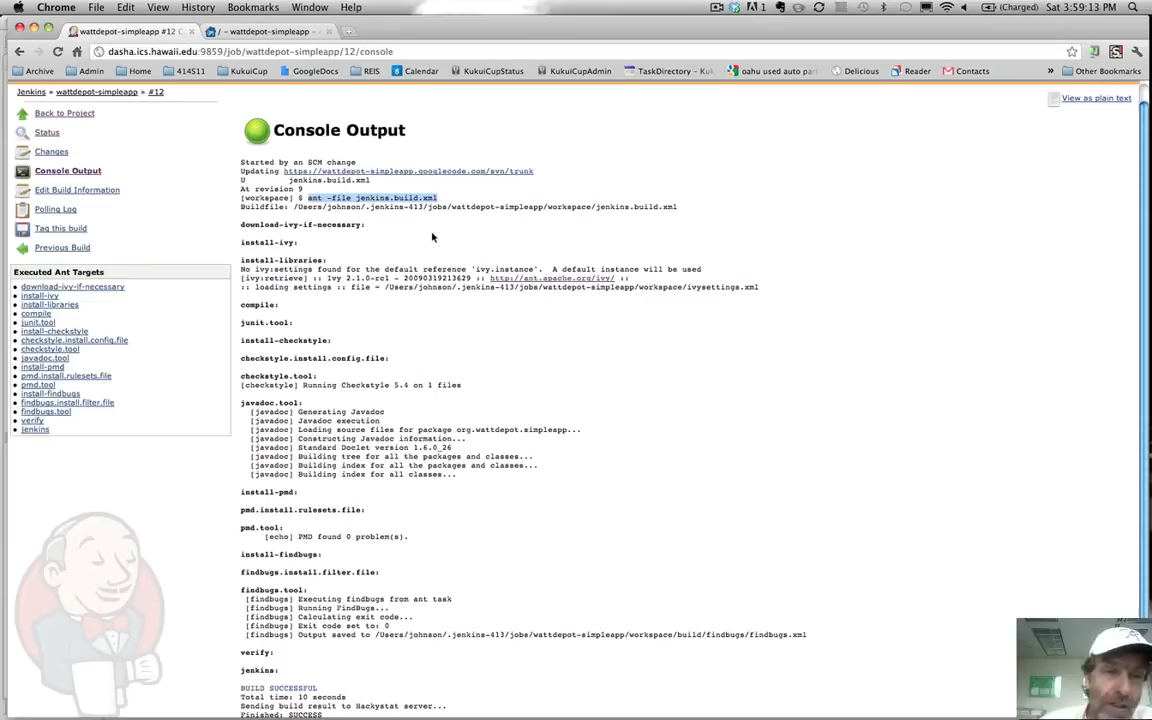 Chrome File Edit View History Bookmarks Window Help
1 (Charged) Sat 3:59:13 PM
wattdepot-simpleapp #12 C
/ - wattdepot-simpleapp -
dasha.ics.hawaii.edu:9859/job/wattdepot-simpleapp/12/console
Archive Admin Home 414S11 KukuiCup GoogleDocs REIS Calendar KukuiCupStatus KukuiCupAdmin TaskDirectory - Kuk oahu used auto part Delicious Reader Contacts » Other Bookmarks
Jenkins » wattdepot-simpleapp » #12
View as plain text
Back to Project
Status
Changes
Console Output
Edit Build Information
Polling Log
Tag this build
Previous Build
Executed Ant Targets
download-ivy-if-necessary
install-ivy
install-libraries
compile
junit.tool
install-checkstyle
checkstyle.install.config.file
checkstyle.tool
javadoc.tool
install-pmd
pmd.install.rulesets.file
pmd.tool
install-findbugs
findbugs.install.filter.file
findbugs.tool
verify
jenkins
Console Output
Started by an SCM change
Updating https://wattdepot-simpleapp.googlecode.com/svn/trunk
U jenkins.build.xml
At revision 9
[workspace] $ ant -file jenkins.build.xml
Buildfile: /Users/johnson/.jenkins-413/jobs/wattdepot-simpleapp/workspace/jenkins.build.xml
download-ivy-if-necessary:
install-ivy:
install-libraries:
No ivy:settings found for the default reference 'ivy.instance'. A default instance will be used
[ivy:retrieve] :: Ivy 2.1.0-rc1 - 20090319213629 :: http://ant.apache.org/ivy/ ::
:: loading settings :: file = /Users/johnson/.jenkins-413/jobs/wattdepot-simpleapp/workspace/ivysettings.xml
compile:
junit.tool:
install-checkstyle:
checkstyle.install.config.file:
checkstyle.tool:
[checkstyle] Running Checkstyle 5.4 on 1 files
javadoc.tool:
[javadoc] Generating Javadoc
[javadoc] Javadoc execution
[javadoc] Loading source files for package org.wattdepot.simpleapp...
[javadoc] Constructing Javadoc information...
[javadoc] Standard Doclet version 1.6.0_26
[javadoc] Building tree for all the packages and classes...
[javadoc] Building index for all the packages and classes...
[javadoc] Building index for all classes...
install-pmd:
pmd.install.rulesets.file:
pmd.tool:
[echo] PMD found 0 problem(s).
install-findbugs:
findbugs.install.filter.file:
findbugs.tool:
[findbugs] Executing findbugs from ant task
[findbugs] Running FindBugs...
[findbugs] Calculating exit code...
[findbugs] Exit code set to: 0
[findbugs] Output saved to /Users/johnson/.jenkins-413/jobs/wattdepot-simpleapp/workspace/build/findbugs/findbugs.xml
verify:
jenkins:
BUILD SUCCESSFUL
Total time: 10 seconds
Sending build result to Hackystat server...
Finished: SUCCESS